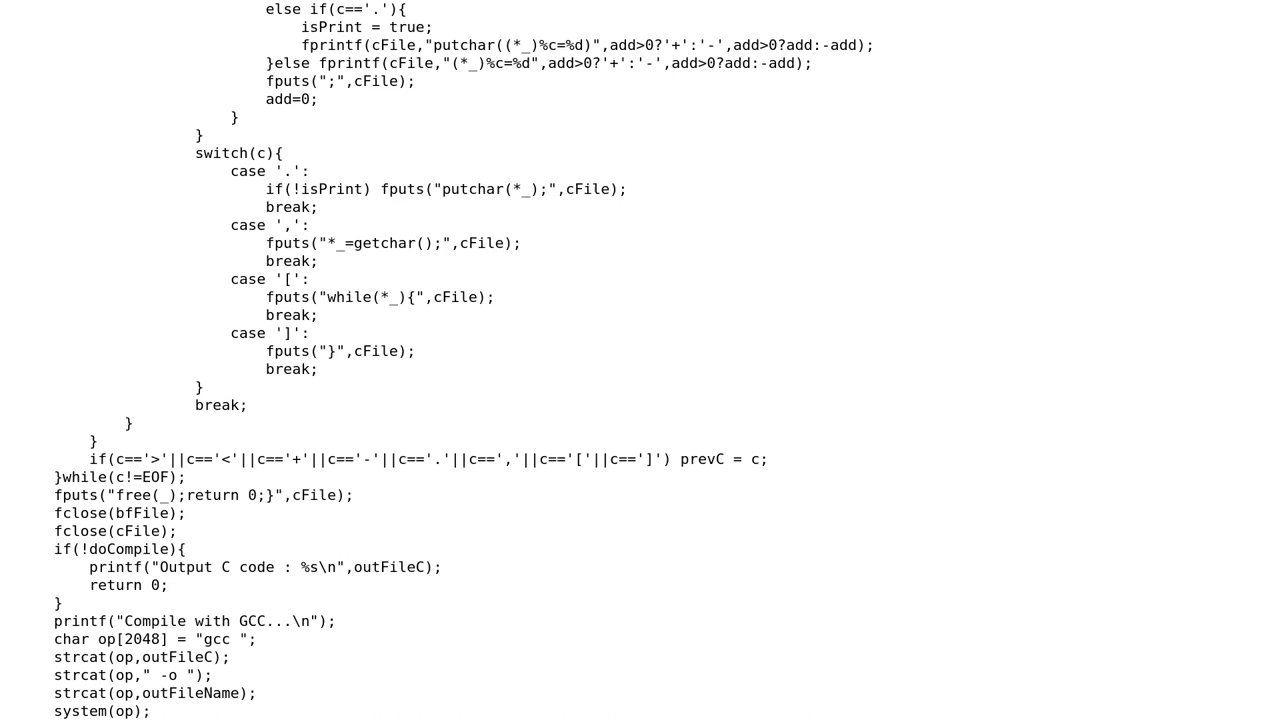 else if(c=='.'){
isPrint = true;
fprintf(cFile,"putchar((*_)%c=%d)",add>0?'+':'-',add>0?add:-add);
}else fprintf(cFile,"(*_)%c=%d",add>0?'+':'-',add>0?add:-add);
fputs(";",cFile);
add=0;
}
}
switch(c){
case '.':
if(!isPrint) fputs("putchar(*_);",cFile);
break;
case ',':
fputs("*_=getchar();",cFile);
break;
case '[':
fputs("while(*_){",cFile);
break;
case ']':
fputs("}",cFile);
break;
}
break;
}
}
if(c=='>'||c=='<'||c=='+'||c=='-'||c=='.'||c==','||c=='['||c==']') prevC = c;
}while(c!=EOF);
fputs("free(_);return 0;}",cFile);
fclose(bfFile);
fclose(cFile);
if(!doCompile){
printf("Output C code : %s\n",outFileC);
return 0;
}
printf("Compile with GCC...\n");
char op[2048] = "gcc ";
strcat(op,outFileC);
strcat(op," -o ");
strcat(op,outFileName);
system(op);